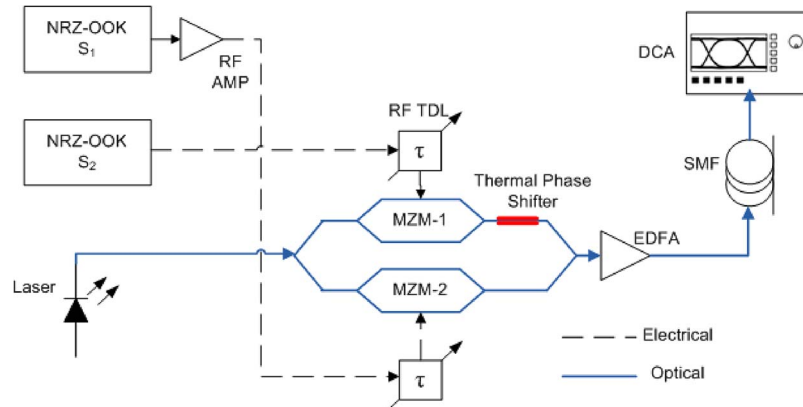 NRZ-OOK
S1
RF
AMP
DCA
NRZ-OOK
S2
RF TDL
τ
SMF
Thermal Phase
Shifter
MZM-1
EDFA
Laser
MZM-2
Electrical
τ
Optical